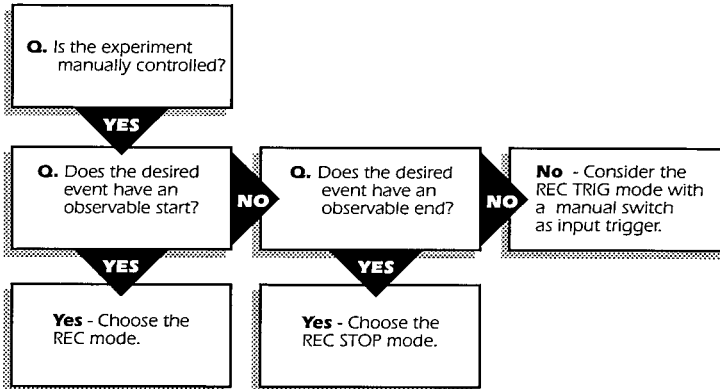 Q. Is the experiment
manually controlled?
YES
Q. Does the desired
event have an
observable start?
NO
Q. Does the desired
event have an
observable end?
NO
No - Consider the
REC TRIG mode with
a manual switch
as input trigger.
YES
YES
Yes - Choose the
REC mode.
Yes - Choose the
REC STOP mode.